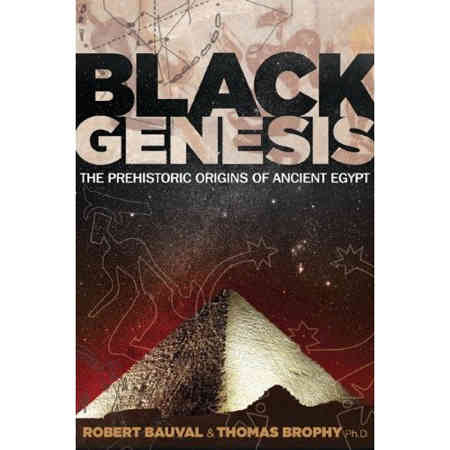 BLACK
GENESIS
THE PREHISTORIC ORIGINS OF ANCIENT EGYPT
ROBERT BAUVAL & THOMAS BROPHY Ph.D.